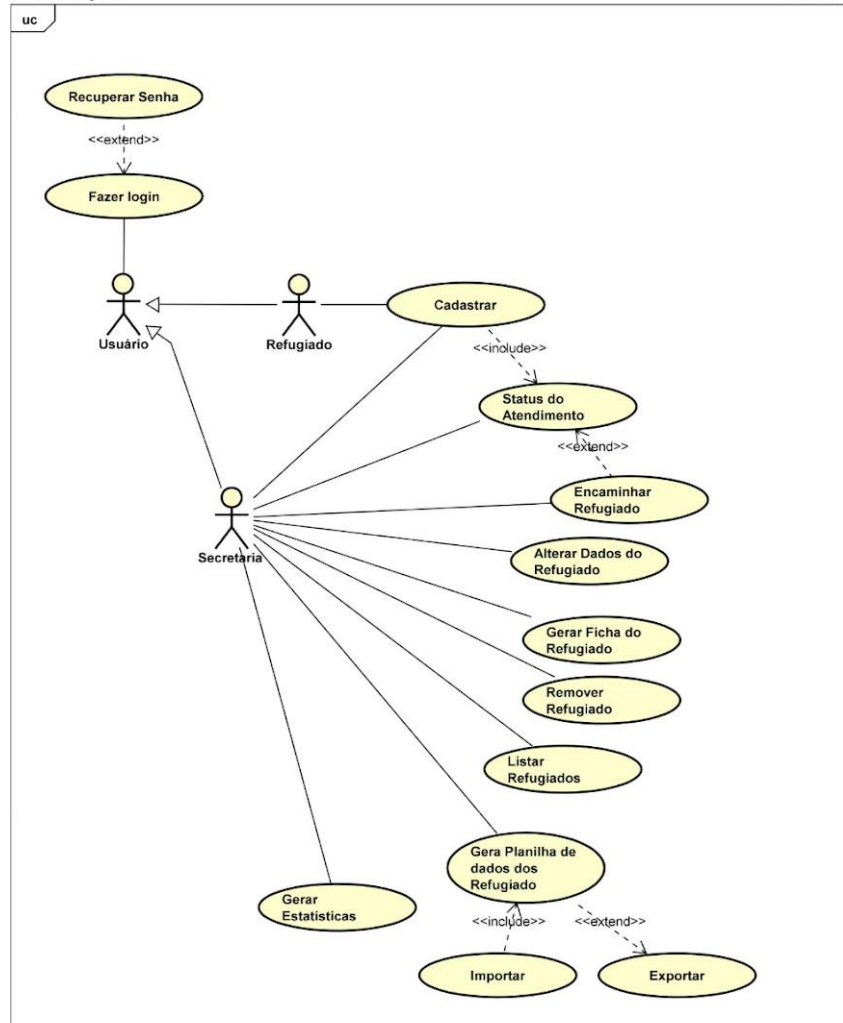 uc
Recuperar Senha
<<extend>>
Fazer login
Usuário
Refugiado
Cadastrar
<<include>>
Status do
Atendimento
<<extend>>
Encaminhar
Refugiado
Secretaria
Alterar Dados do
Refugiado
Gerar Ficha do
Refugiado
Remover
Refugiado
Listar
Refugiados
Gera Planilha de
dados dos
Refugiado
Gerar
Estatísticas
<<include>>
<<extend>>
Importar
Exportar